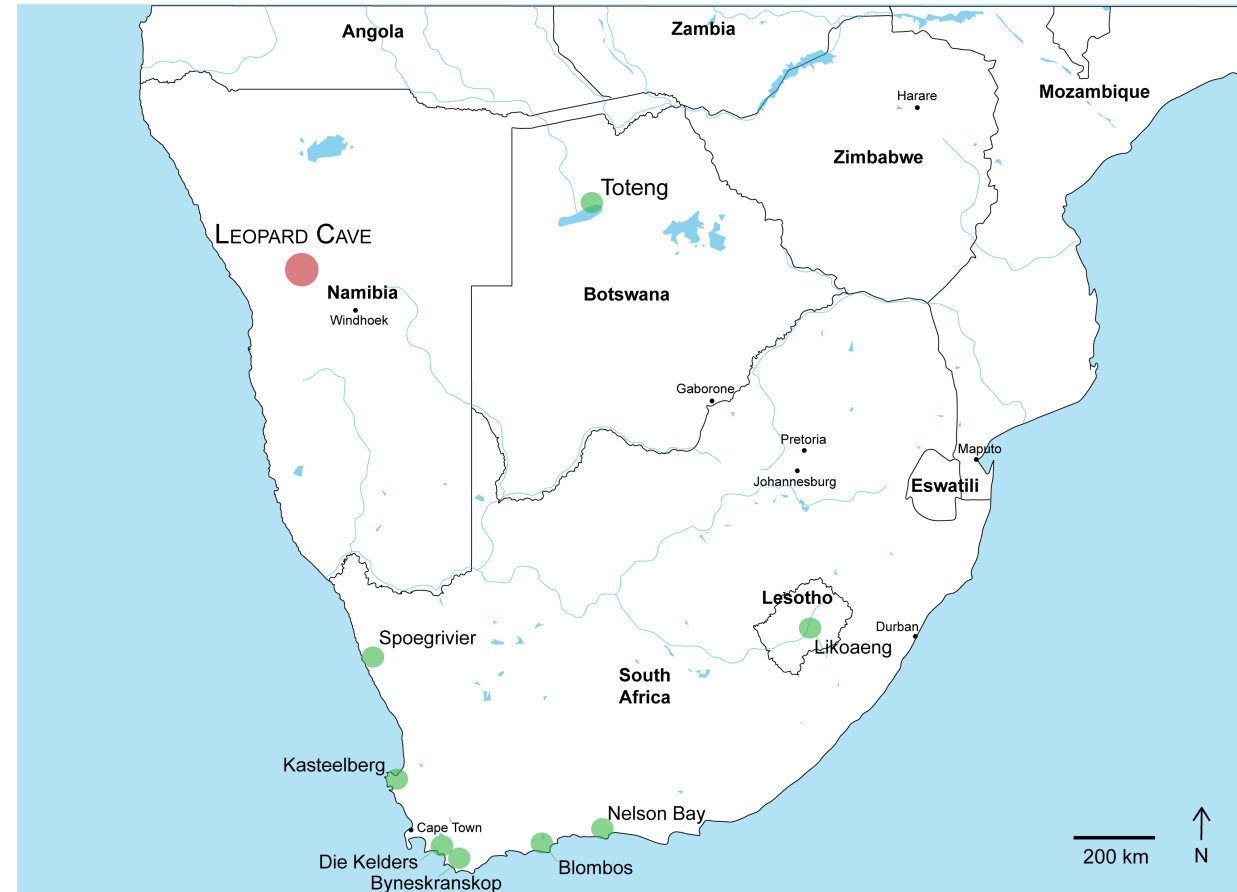 Angola
Zambia
Mozambique
Harare
Zimbabwe
Toteng
LEOPARD CAVE
Namibia
Windhoek
Botswana
Gaborone
Pretoria
Johannesburg
Maputo
Eswatili
Lesotho
Durban
Likoaeng
Spoegrivier
South
Africa
Kasteelberg
Nelson Bay
Cape Town
Die Kelders
Blombos
Byneskranskop
200 km
N